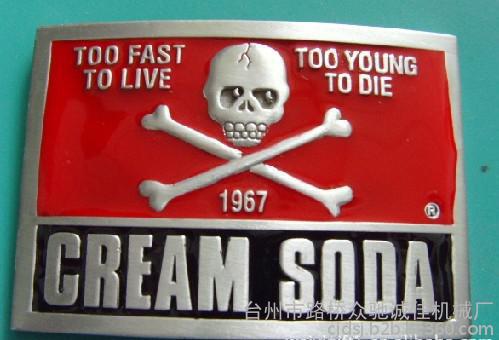 TOO FAST
TO LIVE
TOO YOUNG
TO DIE
1967
®
CREAM SODA
台州市路桥众驰诚佳机械厂